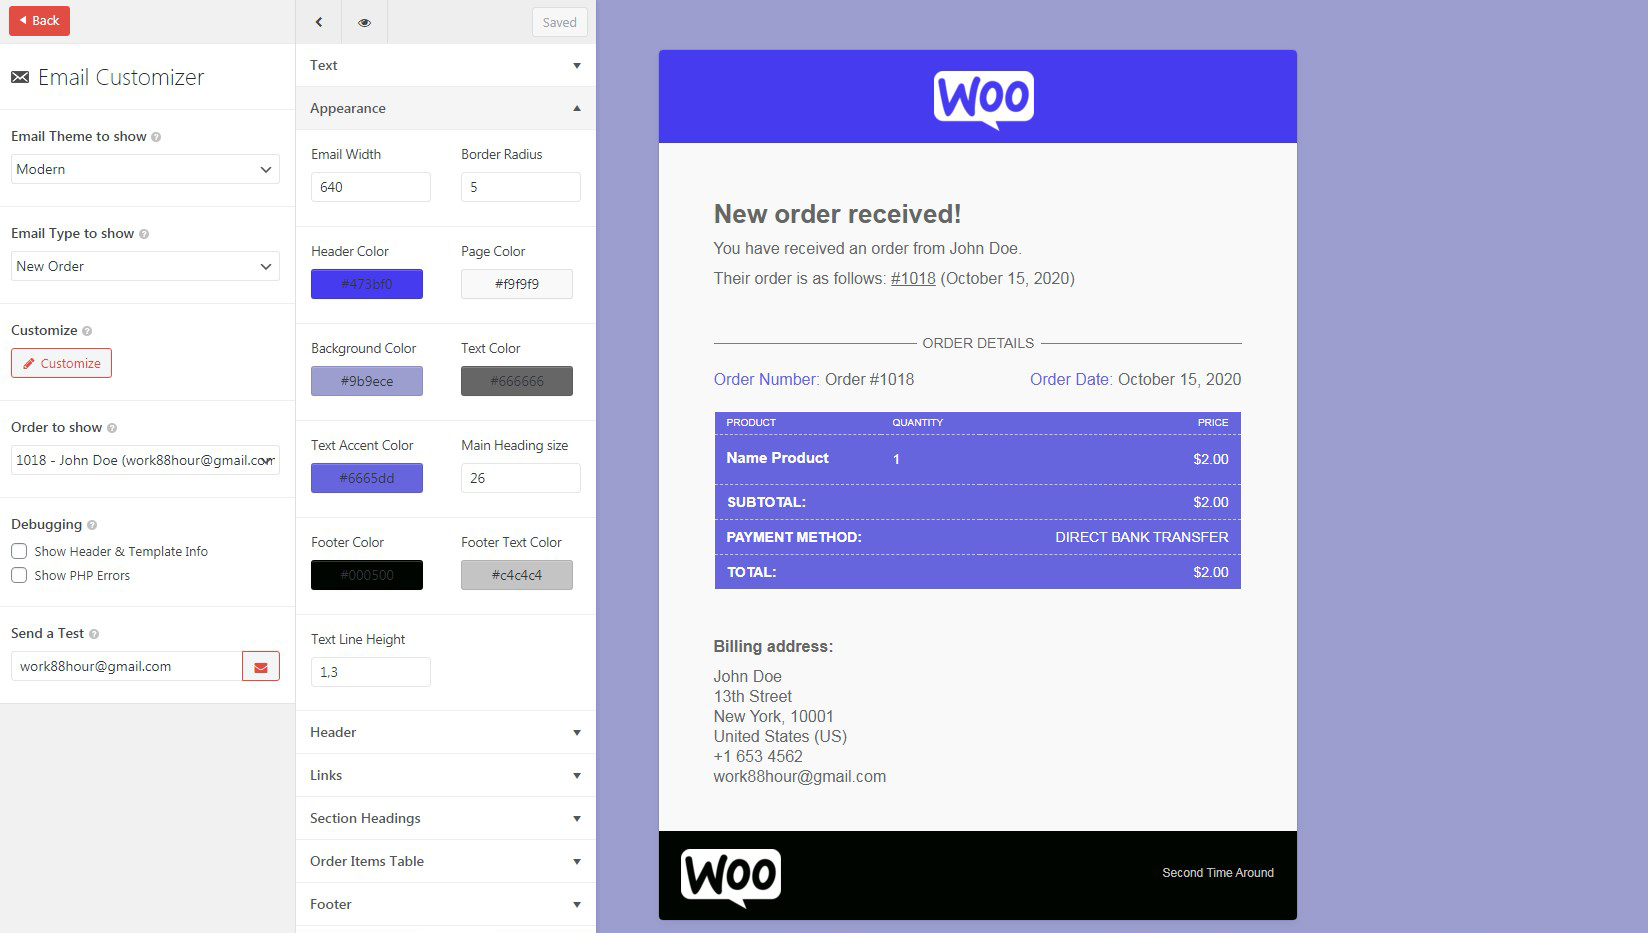 Back
Saved
Email Customizer
Email Theme to show
Modern
Email Type to show
New Order
Customize
Customize
Order to show
1018 - John Doe (work88hour@gmail.com
Debugging
Show Header & Template Info
Show PHP Errors
Send a Test
work88hour@gmail.com
Text
Appearance
Email Width
Border Radius
640
5
Header Color
Page Color
#473bf0
#f9f9f9
Background Color
Text Color
#9b9ece
#666666
Text Accent Color
Main Heading size
#6665dd
26
Footer Color
Footer Text Color
#000500
#c4c4c4
Text Line Height
1,3
Header
Links
Section Headings
Order Items Table
Footer
Woo
New order received!
You have received an order from John Doe.
Their order is as follows: #1018 (October 15, 2020)
ORDER DETAILS
Order Number: Order #1018
Order Date: October 15, 2020
PRODUCT QUANTITY PRICE
Name Product 1 $2.00
SUBTOTAL: $2.00
PAYMENT METHOD: DIRECT BANK TRANSFER
TOTAL: $2.00
Billing address:
John Doe
13th Street
New York, 10001
United States (US)
+1 653 4562
work88hour@gmail.com
Woo
Second Time Around